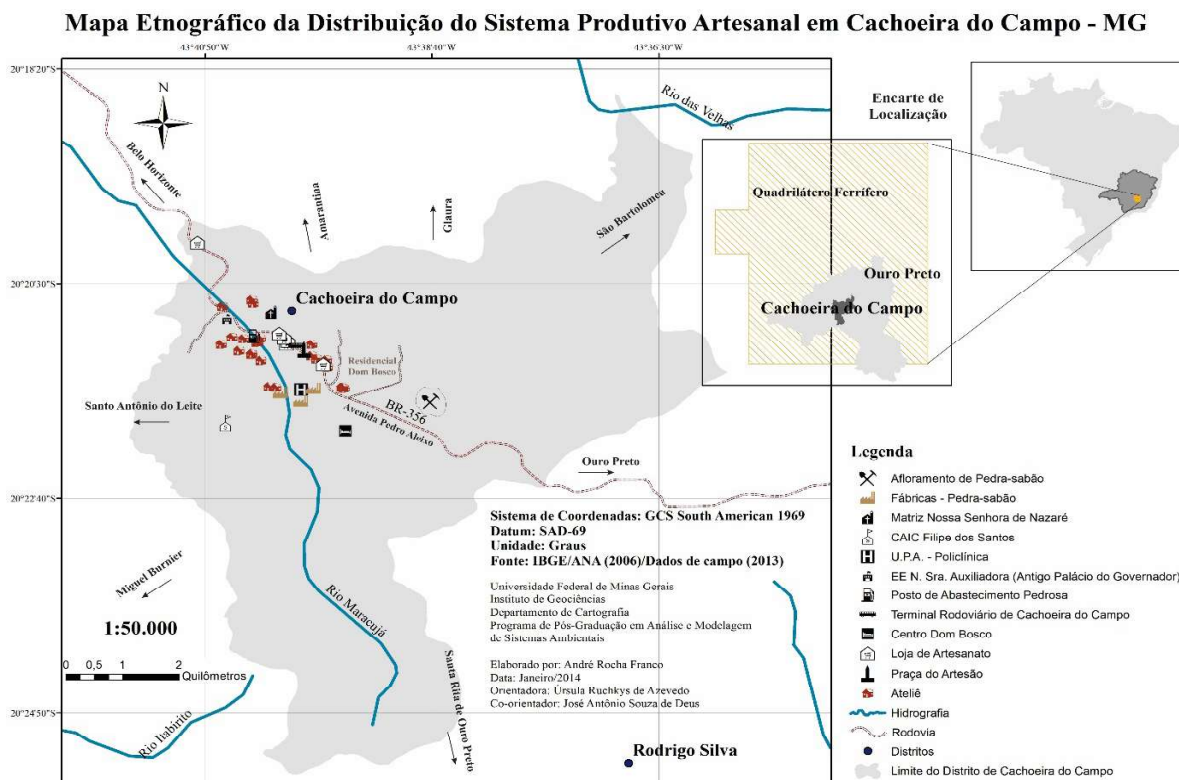 Mapa Etnográfico da Distribuição do Sistema Produtivo Artesanal em Cachoeira do Campo - MG
43°40'50"W
43°38'40"W
43°36'30"W
20°18'20"S
20°20'30"S
20°22'40"S
20°24'50"S
N
Rio das Velhas
Belo Horizonte
Amarantina
Glaura
São Bartolomeu
Cachoeira do Campo
Residencial
Dom Bosco
Santo Antônio do Leite
BR-356
Avenida Pedro Aleixo
Ouro Preto
Miguel Burnier
Rio Maracujá
1:50.000
0 0,5 1 2
Quilômetros
Rio Itabirito
Santa Rita de Ouro Preto
Rodrigo Silva
Sistema de Coordenadas: GCS South American 1969
Datum: SAD-69
Unidade: Graus
Fonte: IBGE/ANA (2006)/Dados de campo (2013)
Universidade Federal de Minas Gerais
Instituto de Geociências
Departamento de Cartografia
Programa de Pós-Graduação em Análise e Modelagem
de Sistemas Ambientais
Elaborado por: André Rocha Franco
Data: Janeiro/2014
Orientadora: Úrsula Ruchkys de Azevedo
Co-orientador: José Antônio Souza de Deus
Encarte de
Localização
Quadrilátero Ferrífero
Ouro Preto
Cachoeira do Campo
Legenda
Afloramento de Pedra-sabão
Fábricas - Pedra-sabão
Matriz Nossa Senhora de Nazaré
CAIC Filipe dos Santos
U.P.A. - Policlínica
EE N. Sra. Auxiliadora (Antigo Palácio do Governador)
Posto de Abastecimento Pedrosa
Terminal Rodoviário de Cachoeira do Campo
Centro Dom Bosco
Loja de Artesanato
Praça do Artesão
Ateliê
Hidrografia
Rodovia
Distritos
Limite do Distrito de Cachoeira do Campo